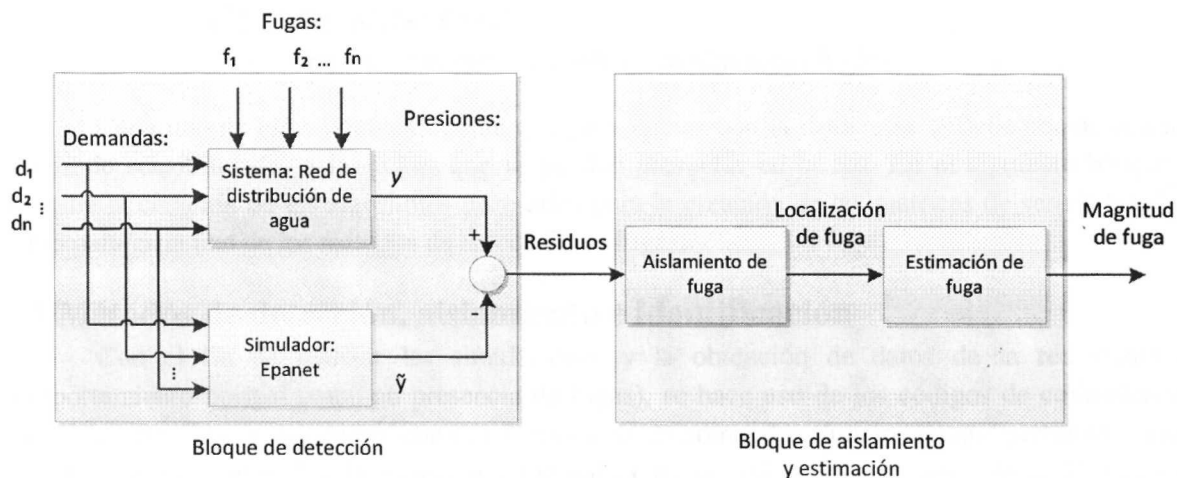 Fugas:
f1 f2 ... fn
Demandas:
Presiones:
d1
d2
⋮
dn
Sistema: Red de
distribución de
agua
y
+
Residuos
Aislamiento de
fuga
Localización
de fuga
Estimación de
fuga
Magnitud
de fuga
Simulador:
Epanet
⋮
ỹ
Bloque de detección
Bloque de aislamiento
y estimación